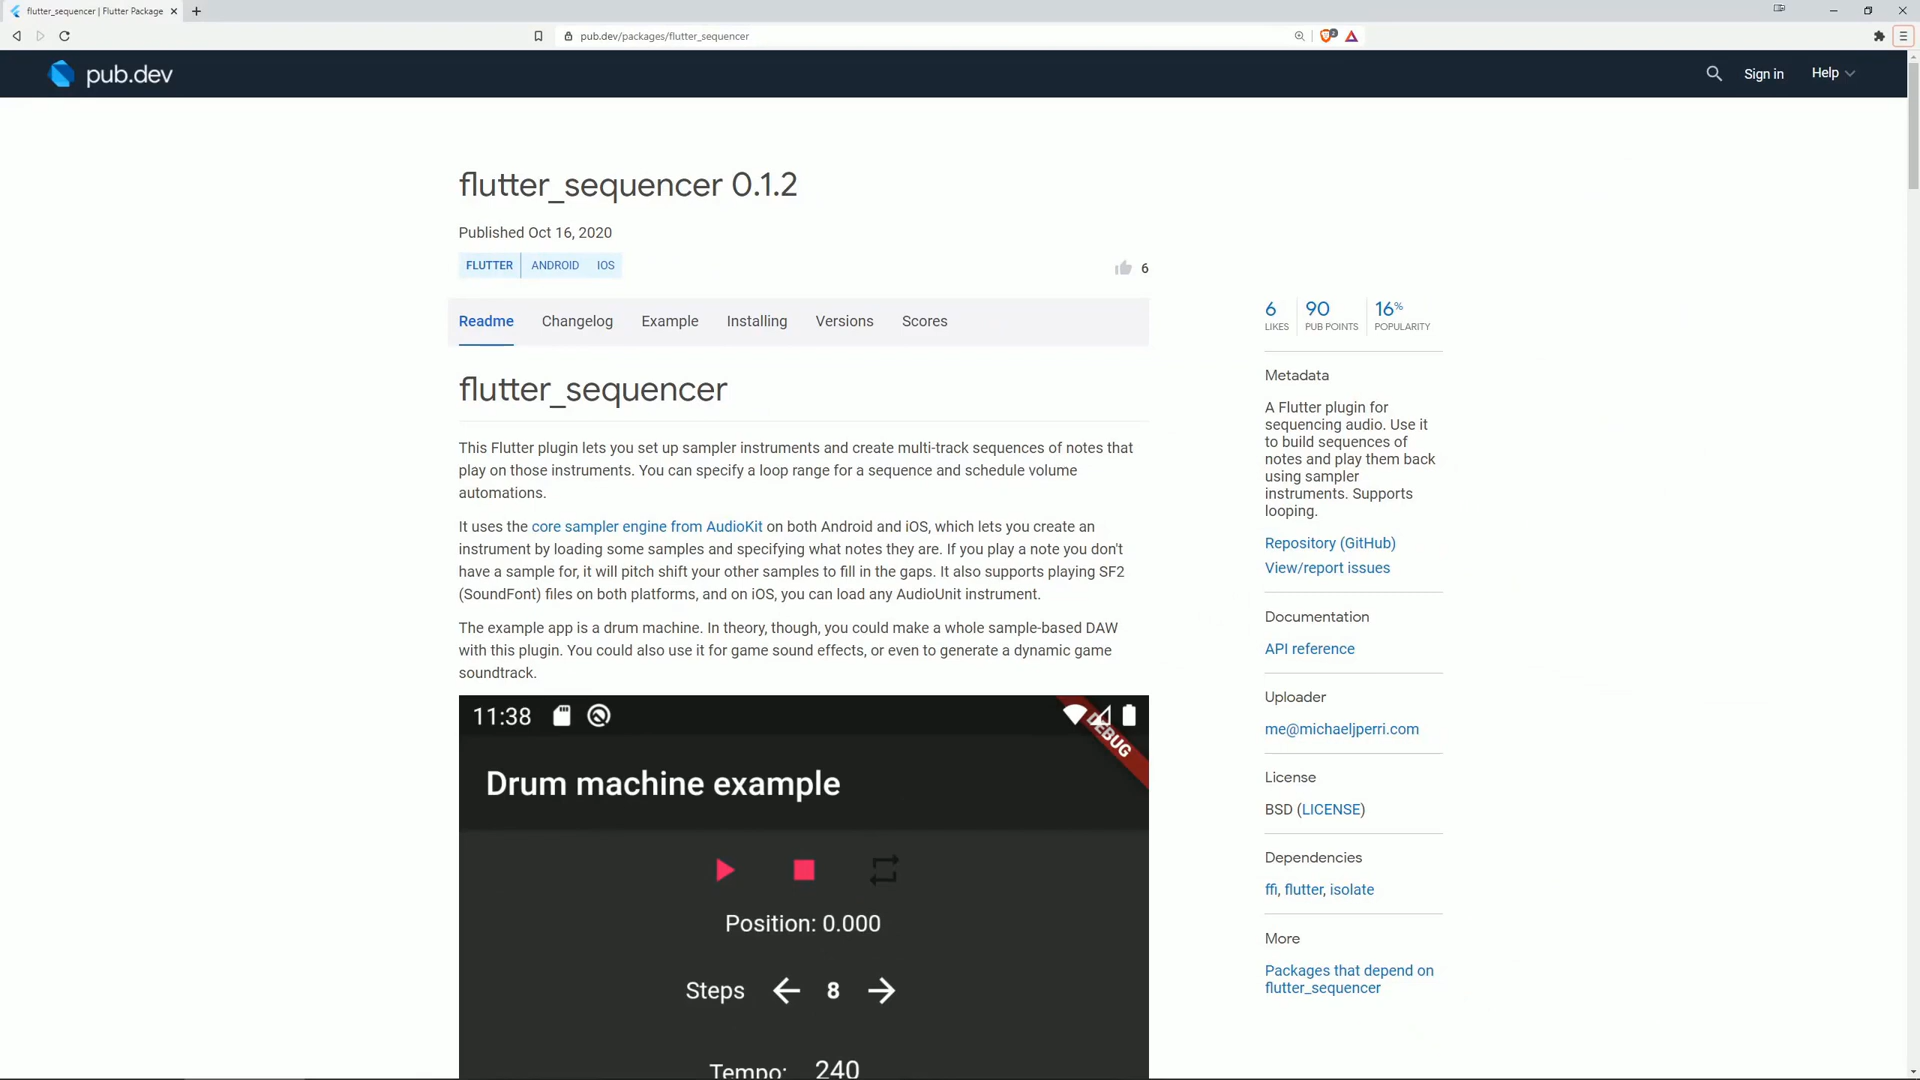 flutter_sequencer | Flutter Package
pub.dev/packages/flutter_sequencer
pub.dev
Sign in
Help
flutter_sequencer 0.1.2
Published Oct 16, 2020
FLUTTER
ANDROID
IOS
6
Readme
Changelog
Example
Installing
Versions
Scores
flutter_sequencer
This Flutter plugin lets you set up sampler instruments and create multi-track sequences of notes that
play on those instruments. You can specify a loop range for a sequence and schedule volume
automations.
It uses the core sampler engine from AudioKit on both Android and iOS, which lets you create an
instrument by loading some samples and specifying what notes they are. If you play a note you don't
have a sample for, it will pitch shift your other samples to fill in the gaps. It also supports playing SF2
(SoundFont) files on both platforms, and on iOS, you can load any AudioUnit instrument.
The example app is a drum machine. In theory, though, you could make a whole sample-based DAW
with this plugin. You could also use it for game sound effects, or even to generate a dynamic game
soundtrack.
11:38
DEBUG
Drum machine example
Position: 0.000
Steps 8
Tempo: 240
6 90 16%
LIKES PUB POINTS POPULARITY
Metadata
A Flutter plugin for
sequencing audio. Use it
to build sequences of
notes and play them back
using sampler
instruments. Supports
looping.
Repository (GitHub)
View/report issues
Documentation
API reference
Uploader
me@michaeljperri.com
License
BSD (LICENSE)
Dependencies
ffi, flutter, isolate
More
Packages that depend on
flutter_sequencer